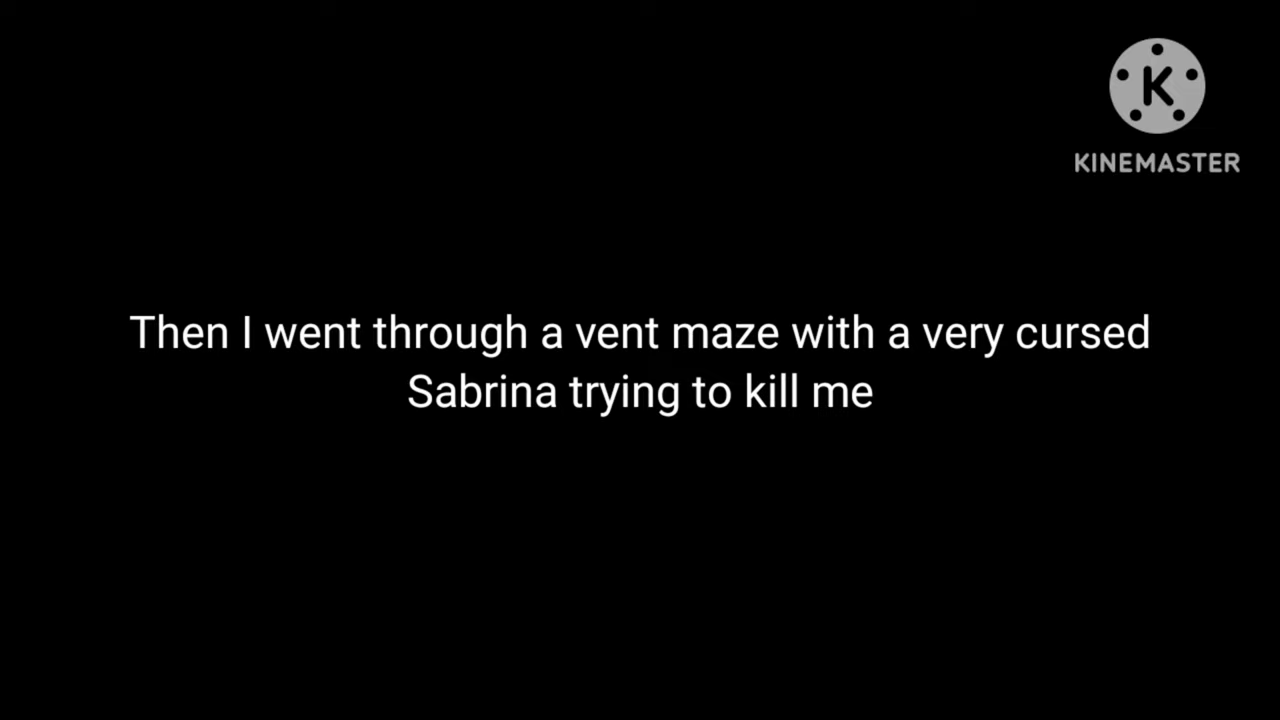 K
KINEMASTER
Then I went through a vent maze with a very cursed
Sabrina trying to kill me